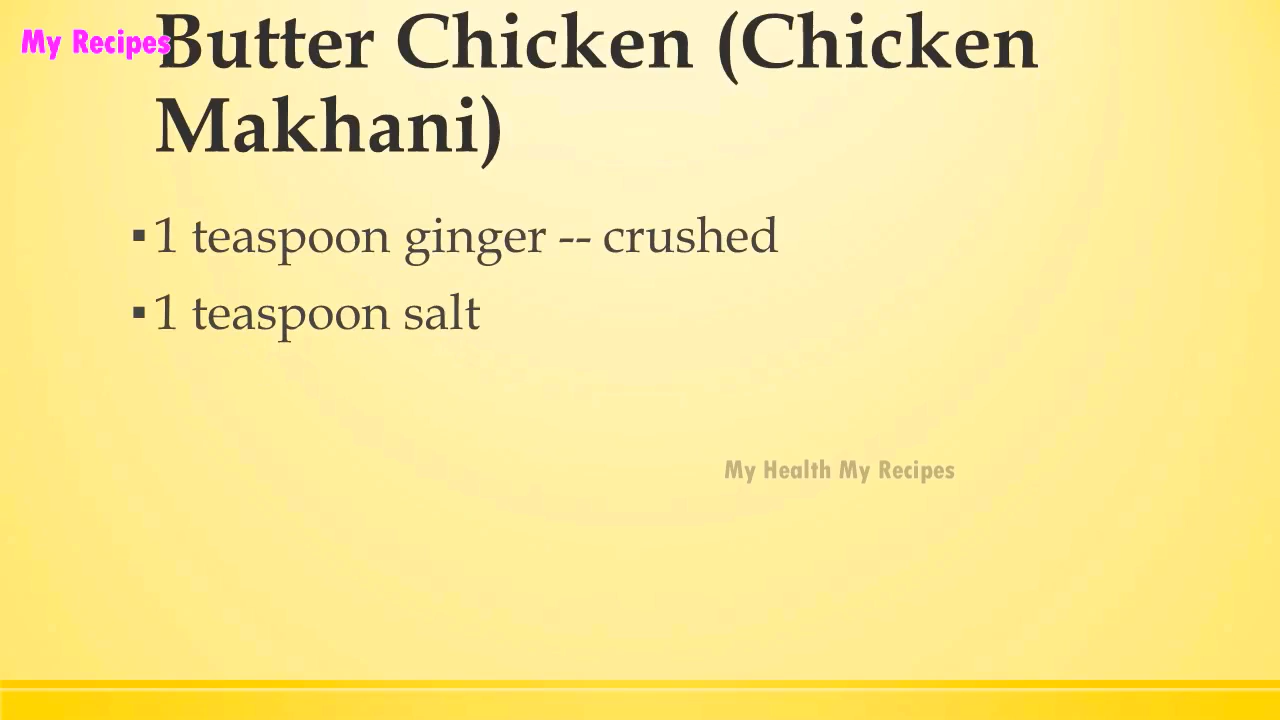 My Recipes
Butter Chicken (Chicken
Makhani)
▪1 teaspoon ginger -- crushed
▪1 teaspoon salt
My Health My Recipes